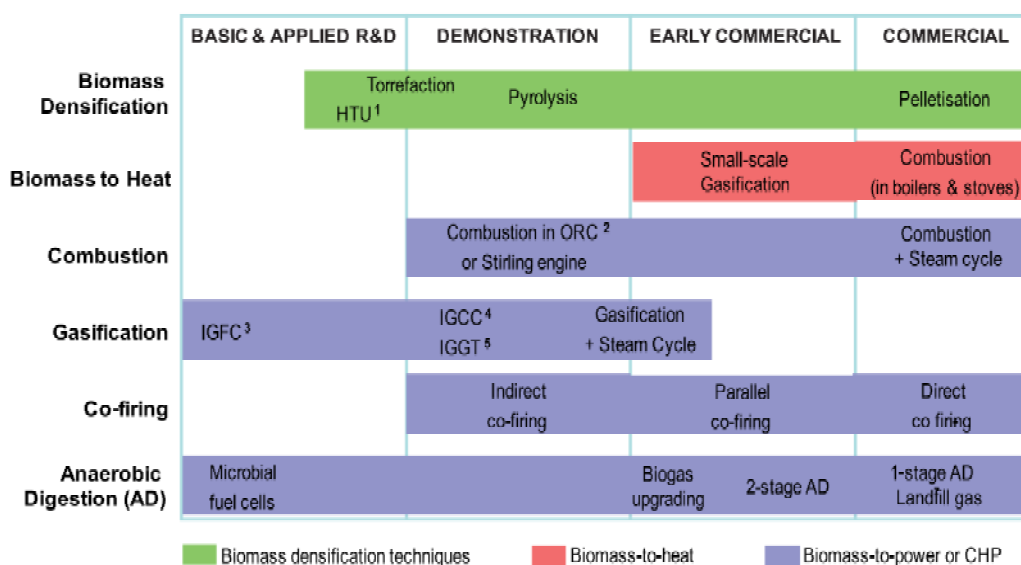 BASIC & APPLIED R&D DEMONSTRATION EARLY COMMERCIAL COMMERCIAL
Biomass
Densification
Torrefaction
HTU 1
Pyrolysis
Pelletisation
Biomass to Heat
Small-scale
Gasification
Combustion
(in boilers & stoves)
Combustion
Combustion in ORC 2
or Stirling engine
Combustion
+ Steam cycle
Gasification
IGFC 3
IGCC 4
IGGT 5
Gasification
+ Steam Cycle
Co-firing
Indirect
co-firing
Parallel
co-firing
Direct
co firing
Anaerobic
Digestion (AD)
Microbial
fuel cells
Biogas
upgrading
2-stage AD
1-stage AD
Landfill gas
Biomass densification techniques
Biomass-to-heat
Biomass-to-power or CHP